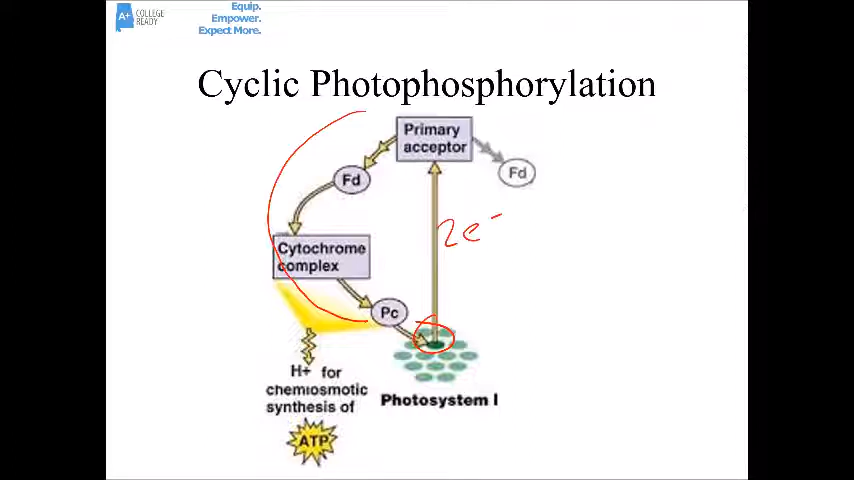 A+
COLLEGE
READY
Equip.
Empower.
Expect More.
Cyclic Photophosphorylation
Primary
acceptor
Fd
Fd
2e-
Cytochrome
complex
Pc
H+ for
chemiosmotic
synthesis of
Photosystem I
ATP